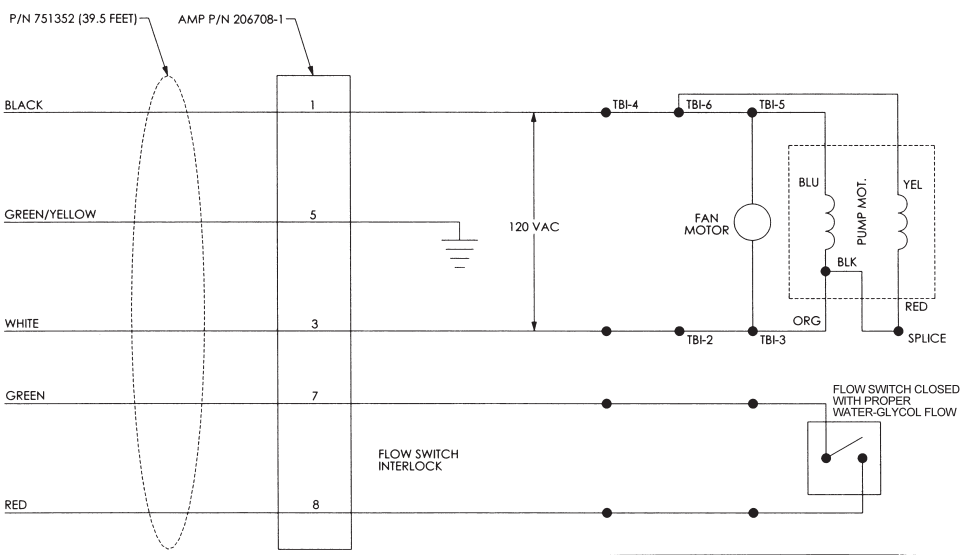 P/N 751352 (39.5 FEET)
AMP P/N 206708-1
BLACK
1
TBI-4
TBI-6
TBI-5
BLU
PUMP MOT.
YEL
GREEN/YELLOW
5
120 VAC
FAN
MOTOR
BLK
RED
WHITE
3
ORG
TBI-2
TBI-3
SPLICE
GREEN
7
FLOW SWITCH CLOSED
WITH PROPER
WATER-GLYCOL FLOW
FLOW SWITCH
INTERLOCK
RED
8